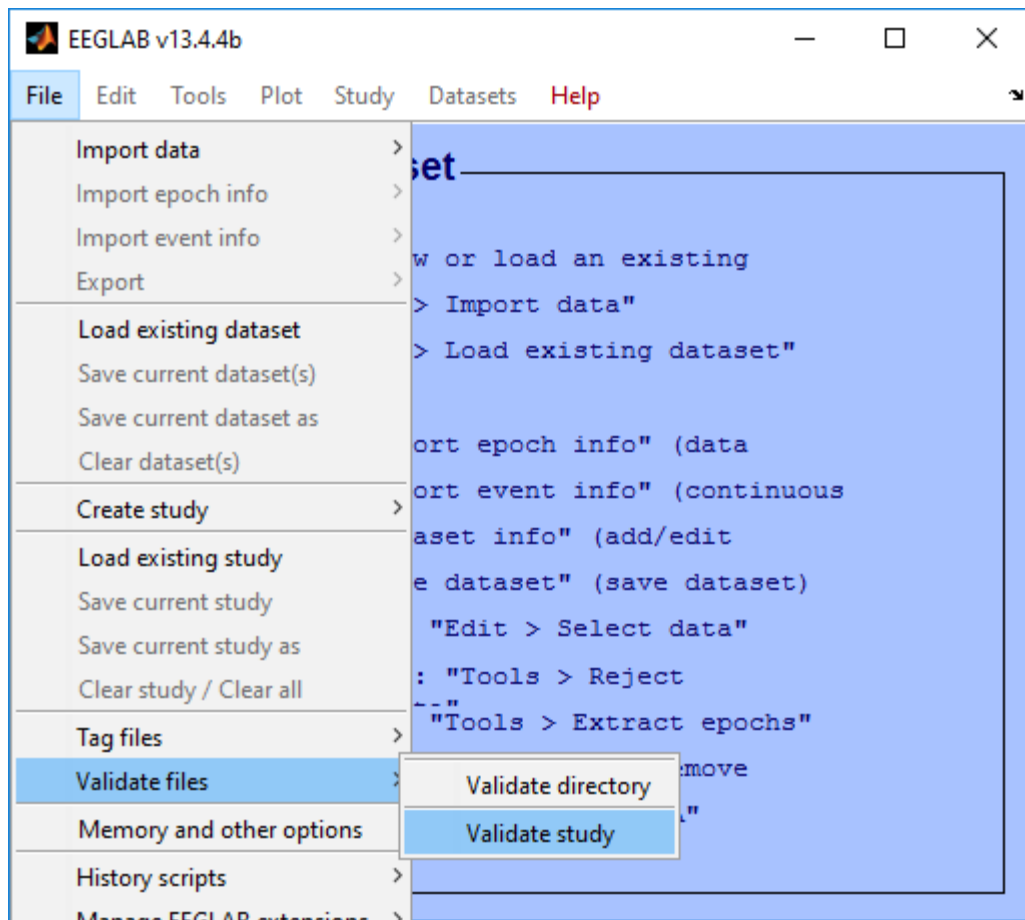 EEGLAB v13.4.4b
File Edit Tools Plot Study Datasets Help
Import data
Import epoch info
Import event info
Export
Load existing dataset
Save current dataset(s)
Save current dataset as
Clear dataset(s)
Create study
Load existing study
Save current study
Save current study as
Clear study / Clear all
Tag files
Validate files
Memory and other options
History scripts
Manage EEGLAB extensions
Validate directory
Validate study
set
w or load an existing
> Import data"
> Load existing dataset"
ort epoch info" (data
ort event info" (continuous
aset info" (add/edit
e dataset" (save dataset)
"Edit > Select data"
: "Tools > Reject
"Tools > Extract epochs"
move
"